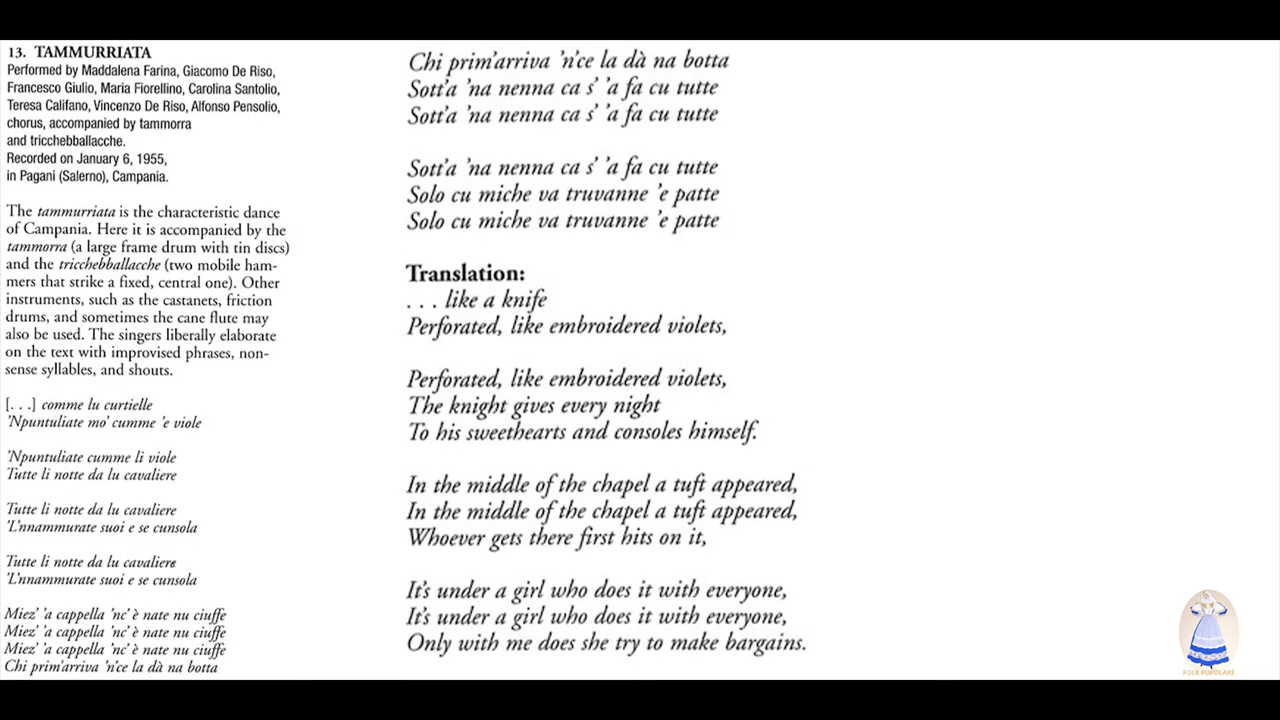 13. TAMMURRIATA
Performed by Maddalena Farina, Giacomo De Riso,
Francesco Giulio, Maria Fiorellino, Carolina Santolio,
Teresa Califano, Vincenzo De Riso, Alfonso Pensolio,
chorus, accompanied by tammorra
and tricchebballacche.
Recorded on January 6, 1955,
in Pagani (Salerno), Campania.
The tammurriata is the characteristic dance
of Campania. Here it is accompanied by the
tammorra (a large frame drum with tin discs)
and the tricchebballacche (two mobile ham-
mers that strike a fixed, central one). Other
instruments, such as the castanets, friction
drums, and sometimes the cane flute may
also be used. The singers liberally elaborate
on the text with improvised phrases, non-
sense syllables, and shouts.
[. . .] comme lu curtielle
'Npuntuliate mo' cumme 'e viole
'Npuntuliate cumme li viole
Tutte li notte da lu cavaliere
Tutte li notte da lu cavaliere
'L'nnammurate suoi e se cunsola
Tutte li notte da lu cavaliere
'L'nnammurate suoi e se cunsola
Miez' 'a cappella 'nc' è nate nu ciuffe
Miez' 'a cappella 'nc' è nate nu ciuffe
Miez' 'a cappella 'nc' è nate nu ciuffe
Chi prim'arriva 'n'ce la dà na botta
Chi prim'arriva 'n'ce la dà na botta
Sott'a 'na nenna ca s' 'a fa cu tutte
Sott'a 'na nenna ca s' 'a fa cu tutte
Sott'a 'na nenna ca s' 'a fa cu tutte
Solo cu miche va truvanne 'e patte
Solo cu miche va truvanne 'e patte
Translation:
. . . like a knife
Perforated, like embroidered violets,
Perforated, like embroidered violets,
The knight gives every night
To his sweethearts and consoles himself.
In the middle of the chapel a tuft appeared,
In the middle of the chapel a tuft appeared,
Whoever gets there first hits on it,
It's under a girl who does it with everyone,
It's under a girl who does it with everyone,
Only with me does she try to make bargains.
FOLK POPOLARE